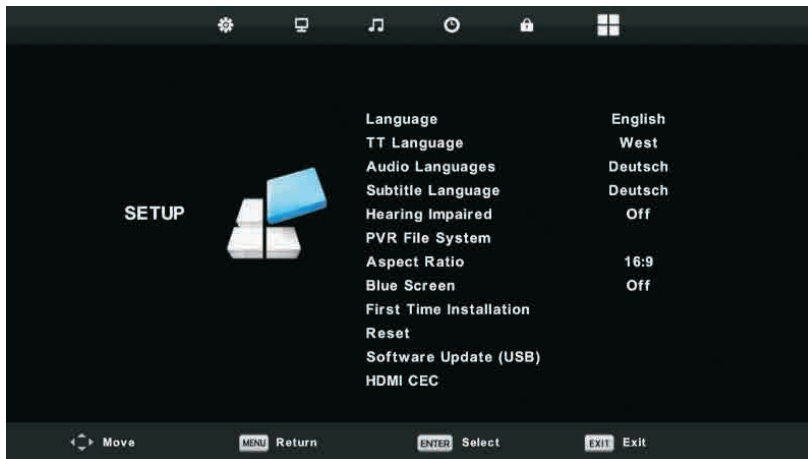 SETUP
Language English
TT Language West
Audio Languages Deutsch
Subtitle Language Deutsch
Hearing Impaired Off
PVR File System
Aspect Ratio 16:9
Blue Screen Off
First Time Installation
Reset
Software Update (USB)
HDMI CEC
Move MENU Return ENTER Select EXIT Exit